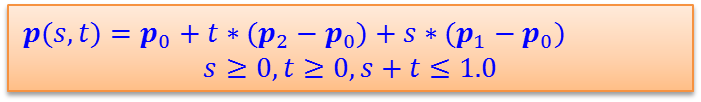 p(s, t) = p₀ + t ∗ (p₂ − p₀) + s ∗ (p₁ − p₀)
s ≥ 0, t ≥ 0, s + t ≤ 1.0